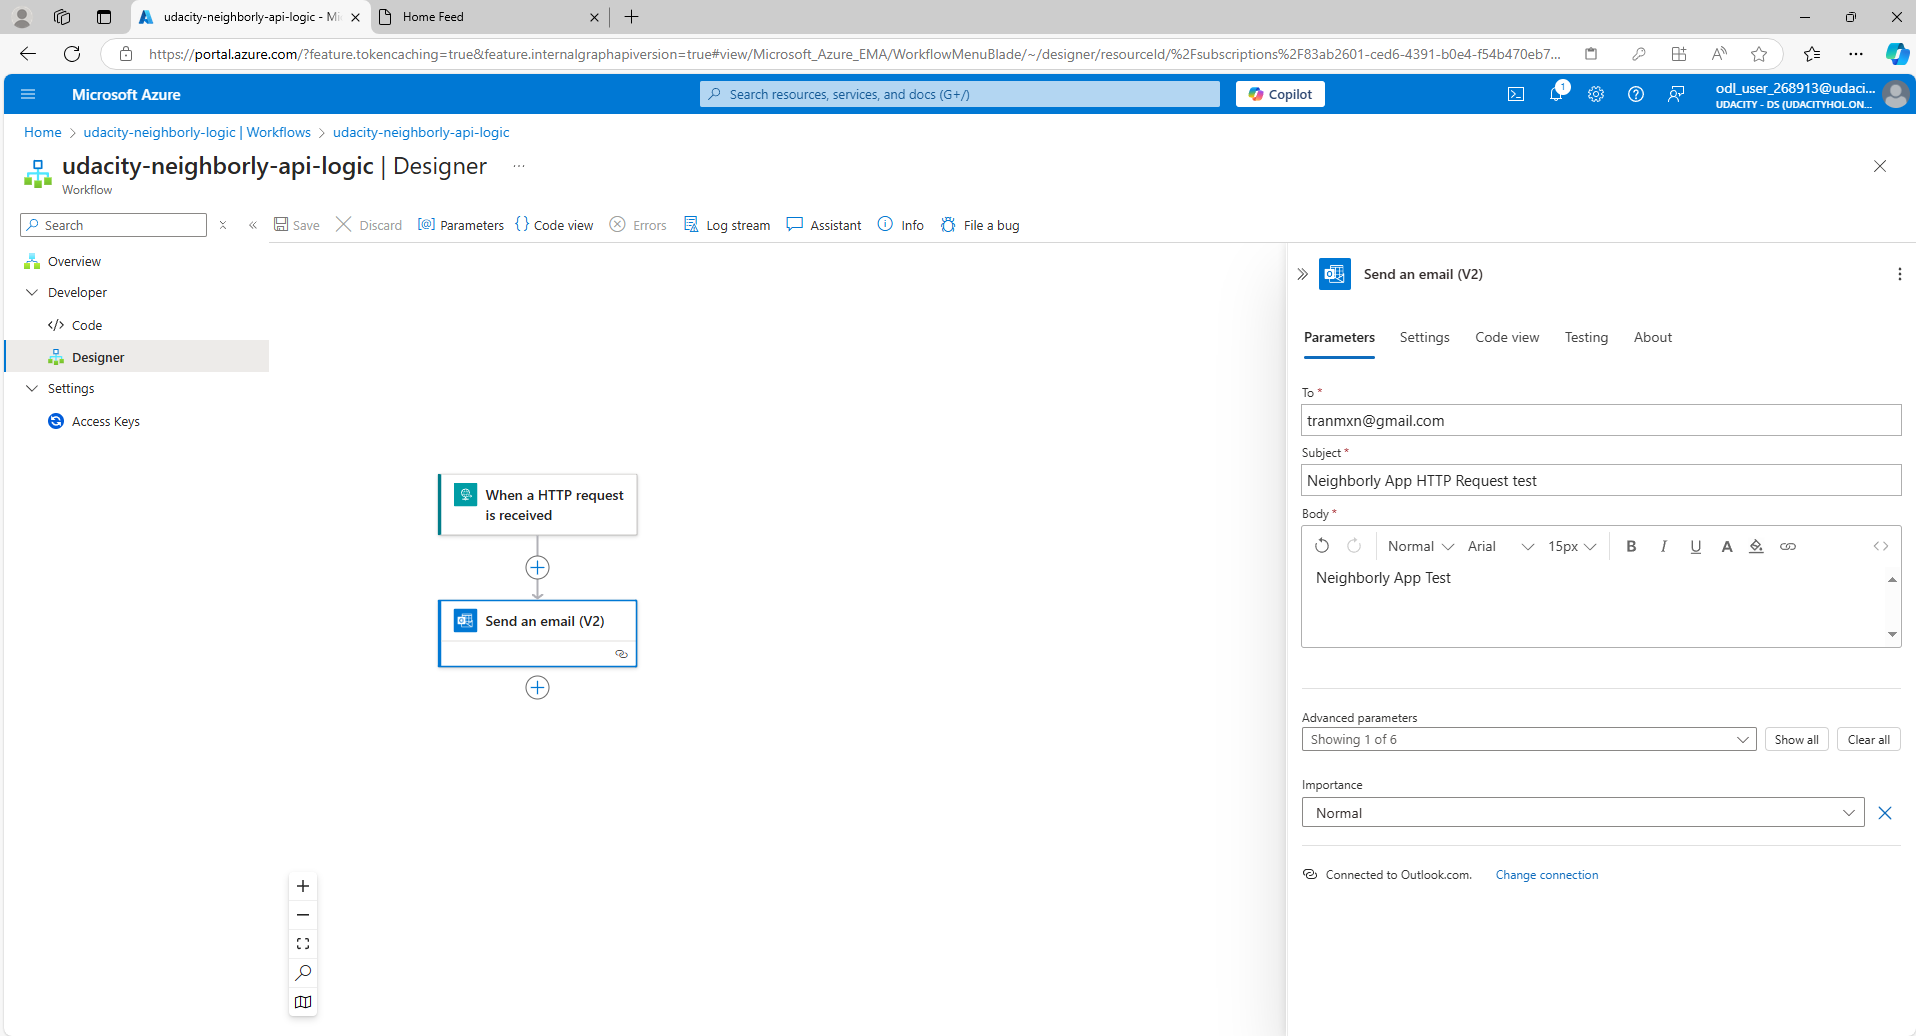 udacity-neighborly-api-logic - Mi
Home Feed
https://portal.azure.com/?feature.tokencaching=true&feature.internalgraphapiversion=true#view/Microsoft_Azure_EMA/WorkflowMenuBlade/~/designer/resourceId/%2Fsubscriptions%2F83ab2601-ced6-4391-b0e4-f54b470eb7...
Microsoft Azure
Search resources, services, and docs (G+/)
Copilot
1
odl_user_268913@udaci...
UDACITY - DS (UDACITYHOL.ON...
Home > udacity-neighborly-logic | Workflows > udacity-neighborly-api-logic
udacity-neighborly-api-logic | Designer ...
Workflow
Search
Save Discard Parameters Code view Errors Log stream Assistant Info File a bug
Overview
Developer
Code
Designer
Settings
Access Keys
When a HTTP request
is received
Send an email (V2)
Send an email (V2)
Parameters Settings Code view Testing About
To *
tranmxn@gmail.com
Subject *
Neighborly App HTTP Request test
Body *
Normal Arial 15px B I U A
Neighborly App Test
Advanced parameters
Showing 1 of 6
Show all
Clear all
Importance
Normal
Connected to Outlook.com. Change connection